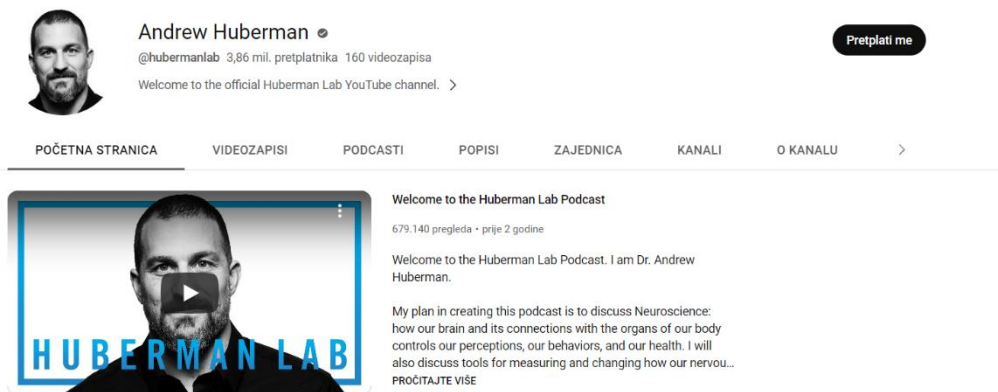 Andrew Huberman
@hubermanlab 3,86 mil. pretplatnika 160 videozapisa
Welcome to the official Huberman Lab YouTube channel.
Pretplati me
POČETNA STRANICA VIDEOZAPISI PODCASTI POPISI ZAJEDNICA KANALI O KANALU
HUBERMAN LAB
Welcome to the Huberman Lab Podcast
679.140 pregleda • prije 2 godine
Welcome to the Huberman Lab Podcast. I am Dr. Andrew
Huberman.
My plan in creating this podcast is to discuss Neuroscience:
how our brain and its connections with the organs of our body
controls our perceptions, our behaviors, and our health. I will
also discuss tools for measuring and changing how our nervou...
PROČITAJTE VIŠE